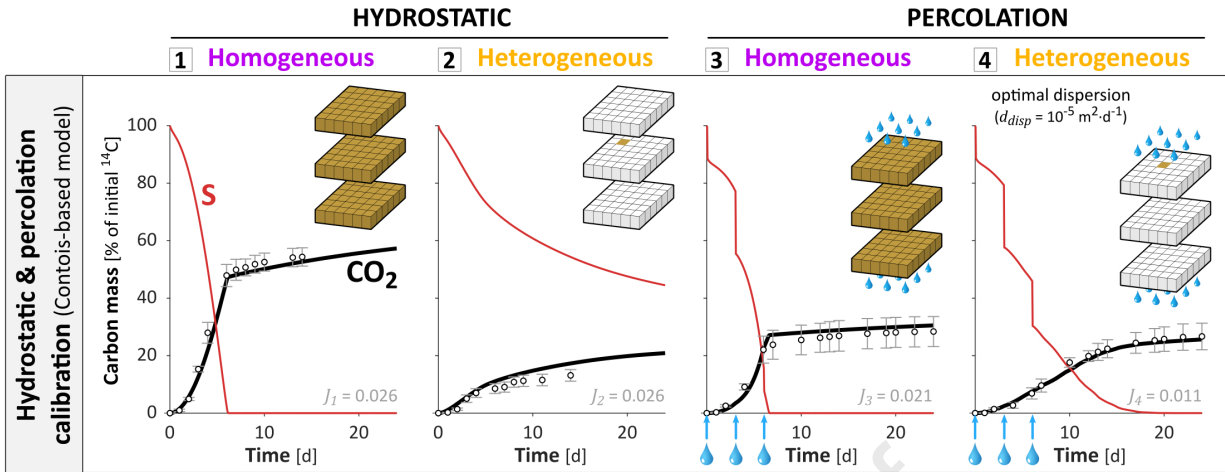 HYDROSTATIC
PERCOLATION
1 Homogeneous
2 Heterogeneous
3 Homogeneous
4 Heterogeneous
Hydrostatic & percolation
calibration (Contois-based model)
Carbon mass [% of initial ¹⁴C]
100
80
60
40
20
0
S
CO₂
J₁ = 0.026
0 10 20
Time [d]
J₂ = 0.026
0 10 20
Time [d]
J₃ = 0.021
10 20
Time [d]
optimal dispersion
(d_disp = 10⁻⁵ m²·d⁻¹)
J₄ = 0.011
10 20
Time [d]
c